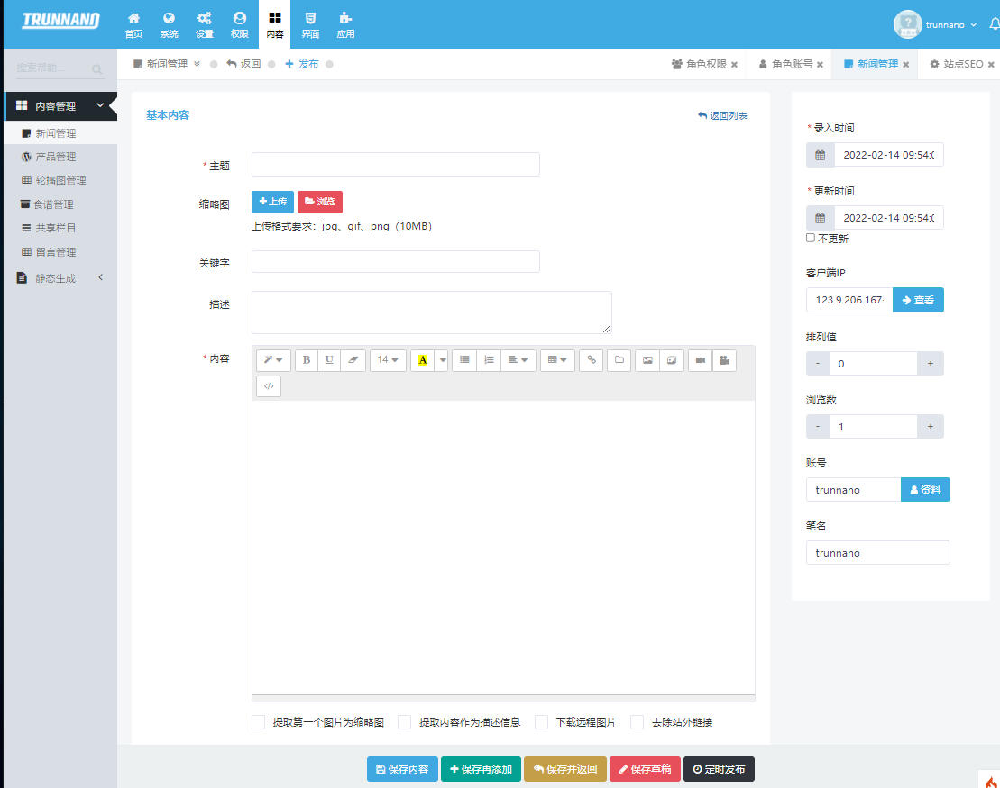 TRUNNANO
首页 系统 设置 权限 内容 界面 应用
trunnano
搜索帮助...
新闻管理 返回 发布
角色权限 角色账号 新闻管理 站点SEO
内容管理
新闻管理
产品管理
轮播图管理
食谱管理
共享栏目
留言管理
静态生成
基本内容
返回列表
* 主题
缩略图
上传 浏览
上传格式要求：jpg、gif、png（10MB）
关键字
描述
* 内容
B U 14 A
</>
提取第一个图片为缩略图 提取内容作为描述信息 下载远程图片 去除站外链接
* 录入时间
2022-02-14 09:54:0
* 更新时间
2022-02-14 09:54:0
不更新
客户端IP
123.9.206.167- 查看
排列值
- 0 +
浏览数
- 1 +
账号
trunnano 资料
笔名
trunnano
保存内容 保存再添加 保存并返回 保存草稿 定时发布